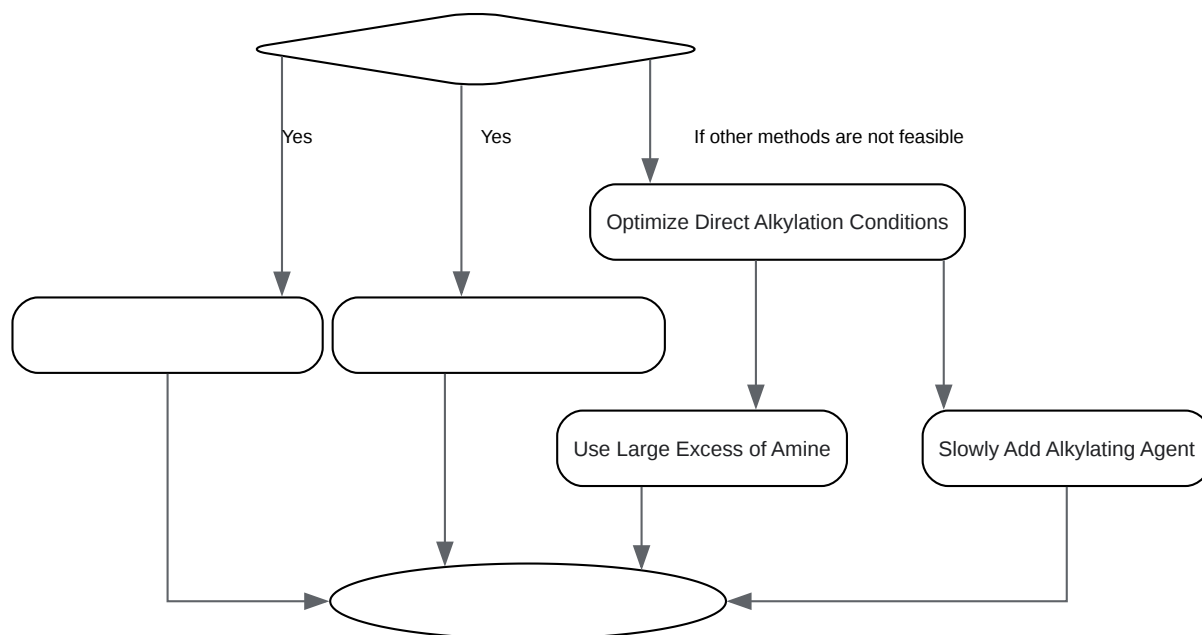 Yes
Yes
If other methods are not feasible
Optimize Direct Alkylation Conditions
Use Large Excess of Amine
Slowly Add Alkylating Agent